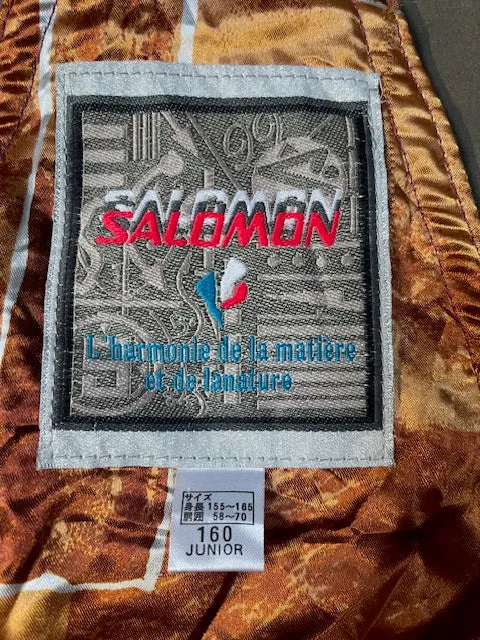 SALOMON
SALOMON
L'harmonie de la matière
et de lanature
サイズ
身長 155～165
胴囲 58～70
160
JUNIOR